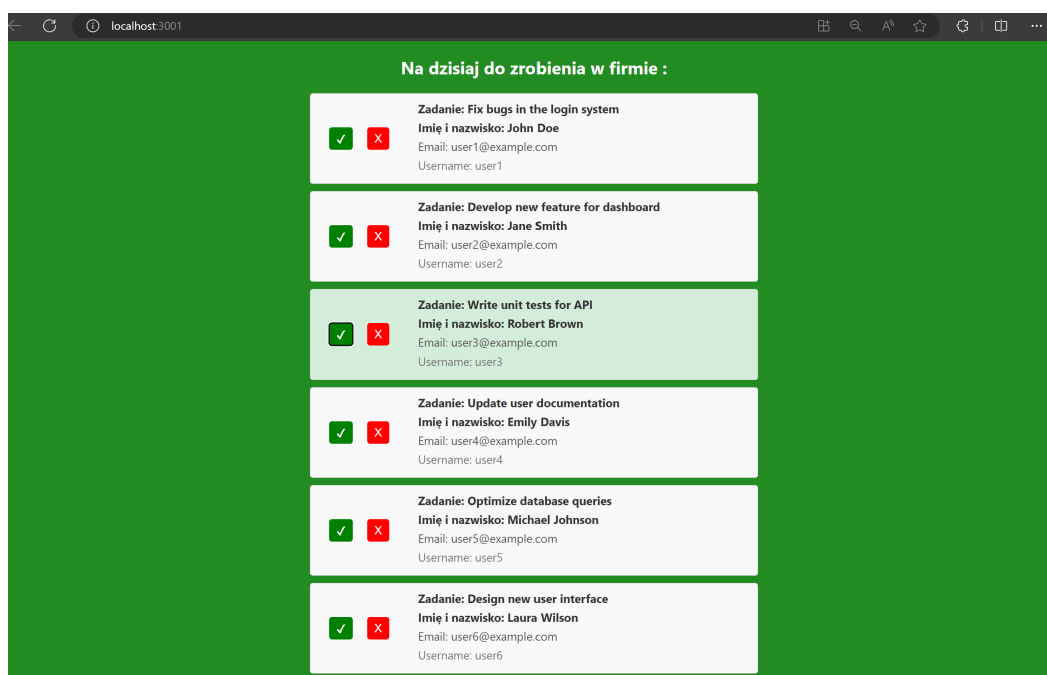 localhost:3001
Na dzisiaj do zrobienia w firmie :
Zadanie: Fix bugs in the login system
Imię i nazwisko: John Doe
✓ X
Email: user1@example.com
Username: user1
Zadanie: Develop new feature for dashboard
Imię i nazwisko: Jane Smith
✓ X
Email: user2@example.com
Username: user2
Zadanie: Write unit tests for API
Imię i nazwisko: Robert Brown
✓ X
Email: user3@example.com
Username: user3
Zadanie: Update user documentation
Imię i nazwisko: Emily Davis
✓ X
Email: user4@example.com
Username: user4
Zadanie: Optimize database queries
Imię i nazwisko: Michael Johnson
✓ X
Email: user5@example.com
Username: user5
Zadanie: Design new user interface
Imię i nazwisko: Laura Wilson
✓ X
Email: user6@example.com
Username: user6